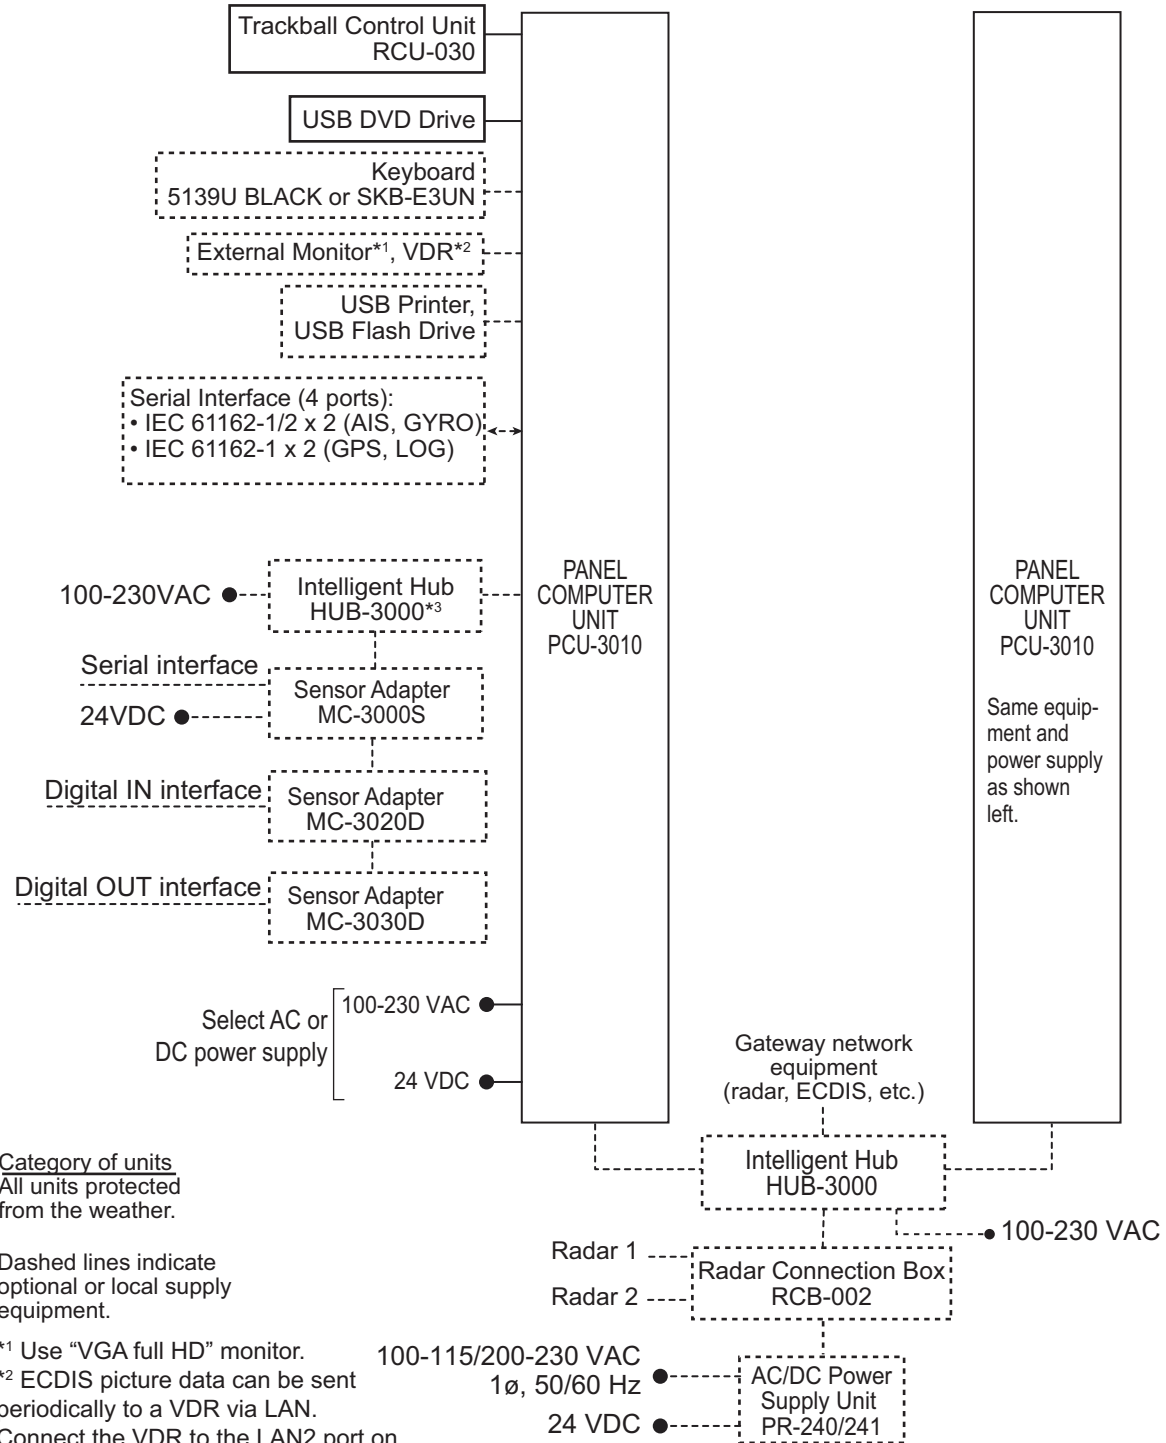 Trackball Control Unit
RCU-030
USB DVD Drive
Keyboard
5139U BLACK or SKB-E3UN
External Monitor*1, VDR*2
USB Printer,
USB Flash Drive
Serial Interface (4 ports):
• IEC 61162-1/2 x 2 (AIS, GYRO)
• IEC 61162-1 x 2 (GPS, LOG)
100-230VAC
Intelligent Hub
HUB-3000*3
Serial interface
24VDC
Sensor Adapter
MC-3000S
Digital IN interface
Sensor Adapter
MC-3020D
Digital OUT interface
Sensor Adapter
MC-3030D
Select AC or
DC power supply
100-230 VAC
24 VDC
PANEL
COMPUTER
UNIT
PCU-3010
PANEL
COMPUTER
UNIT
PCU-3010
Same equip-
ment and
power supply
as shown
left.
Gateway network
equipment
(radar, ECDIS, etc.)
Intelligent Hub
HUB-3000
100-230 VAC
Radar 1
Radar 2
Radar Connection Box
RCB-002
100-115/200-230 VAC
1ø, 50/60 Hz
24 VDC
AC/DC Power
Supply Unit
PR-240/241
Category of units
All units protected
from the weather.
Dashed lines indicate
optional or local supply
equipment.
*1 Use “VGA full HD” monitor.
*2 ECDIS picture data can be sent
periodically to a VDR via LAN.
Connect the VDR to the LAN2 port on